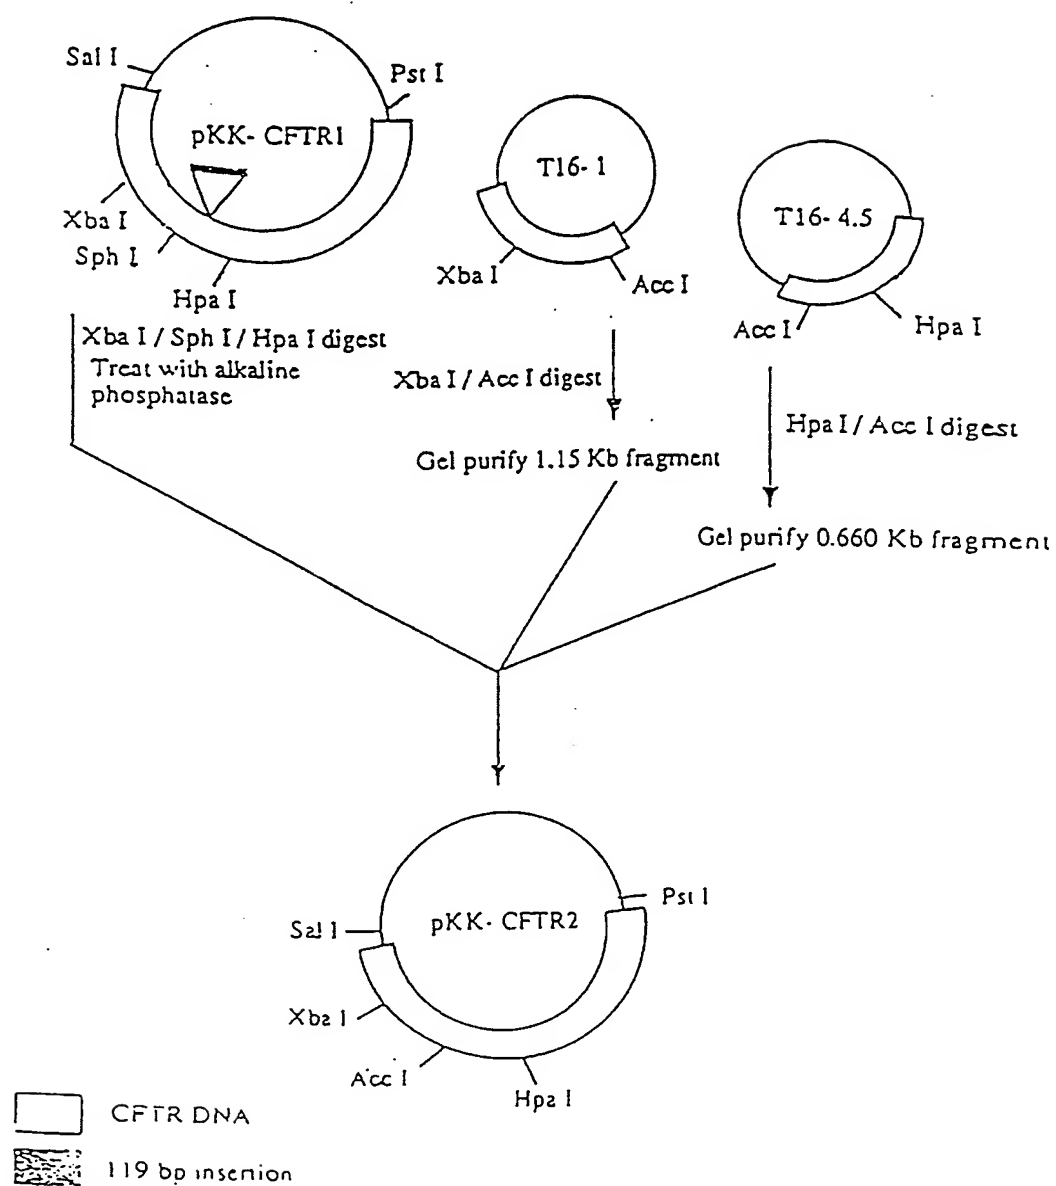 Sal I
Pst I
pKK- CFTR1
T16- 1
T16- 4.5
Xba I
Sph I
Hpa I
Xba I
Acc I
Acc I
Hpa I
Xba I / Sph I / Hpa I digest
Treat with alkaline
phosphatase
Xba I / Acc I digest
Hpa I / Acc I digest
Gel purify 1.15 Kb fragment
Gel purify 0.660 Kb fragment
Pst I
Sal I
pKK- CFTR2
Xba I
Acc I
Hpa I
CFTR DNA
119 bp insertion